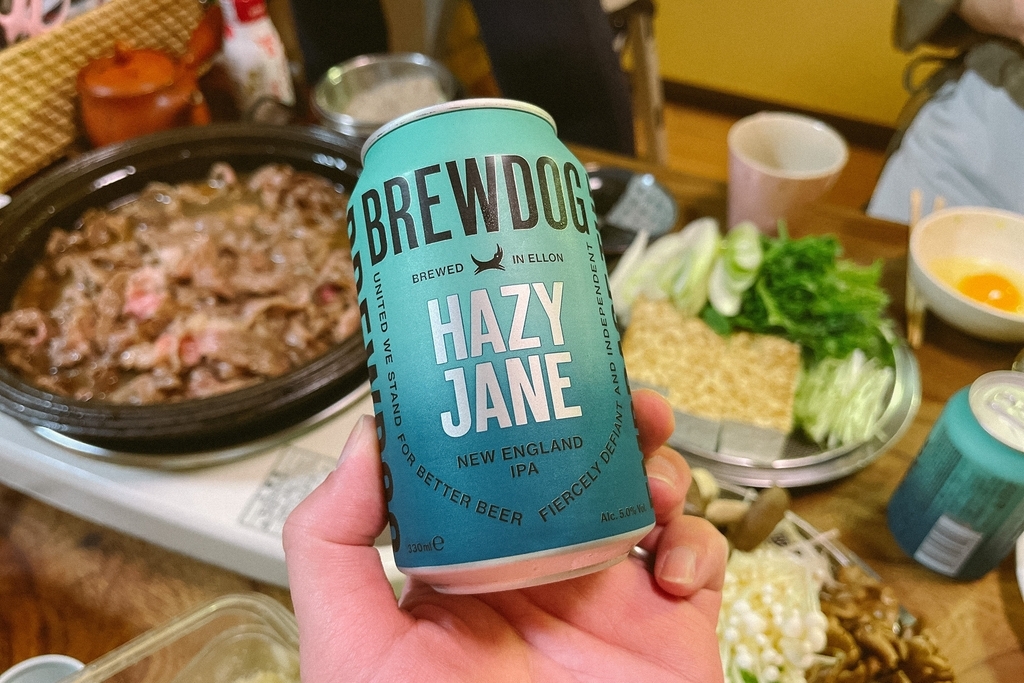 BREWDOG
BREWED IN ELLON
HAZY
JANE
NEW ENGLAND
IPA
UNITED WE STAND FOR BETTER BEER
FIERCELY DEFIANT AND INDEPENDENT
330ml e
Alc. 5.0% Vol.